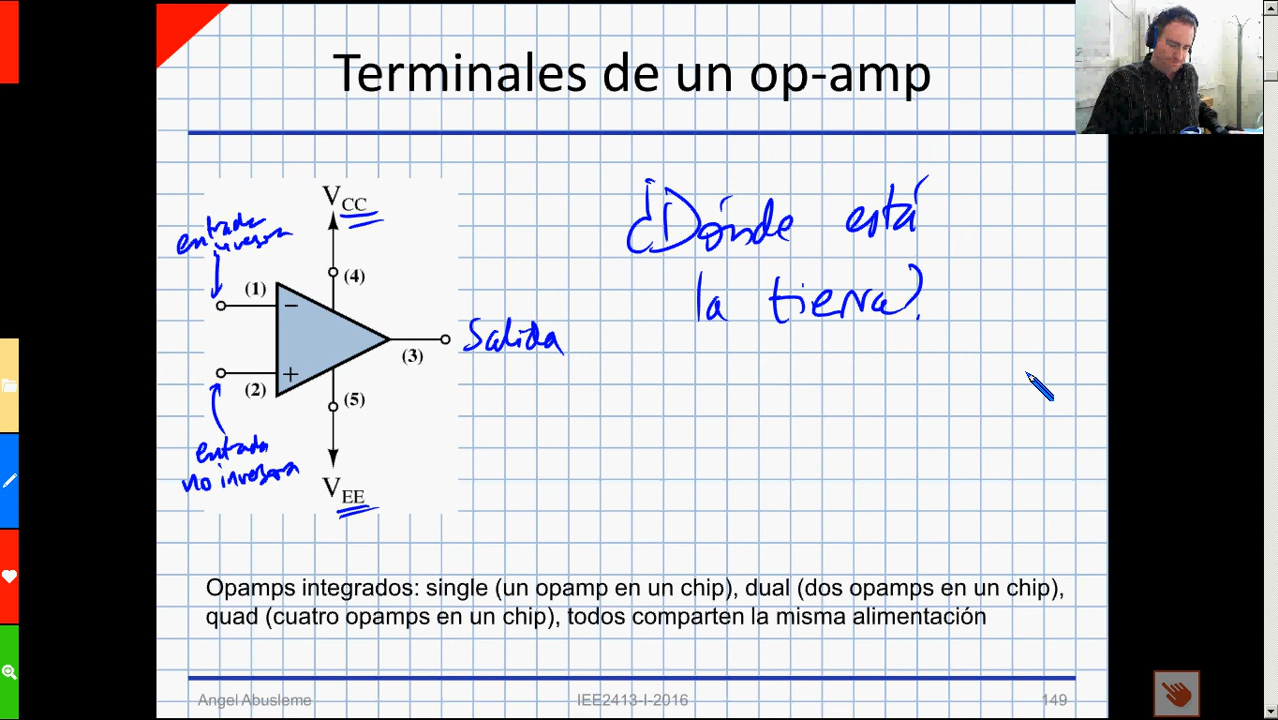 Terminales de un op-amp
V_CC
entrada
inversora
(1)
(4)
−
Salida
(3)
+
(2)
(5)
entrada
no inversora
V_EE
¿Dónde está
la tierra?
Opamps integrados: single (un opamp en un chip), dual (dos opamps en un chip),
quad (cuatro opamps en un chip), todos comparten la misma alimentación
Angel Abusleme
IEE2413-I-2016
149